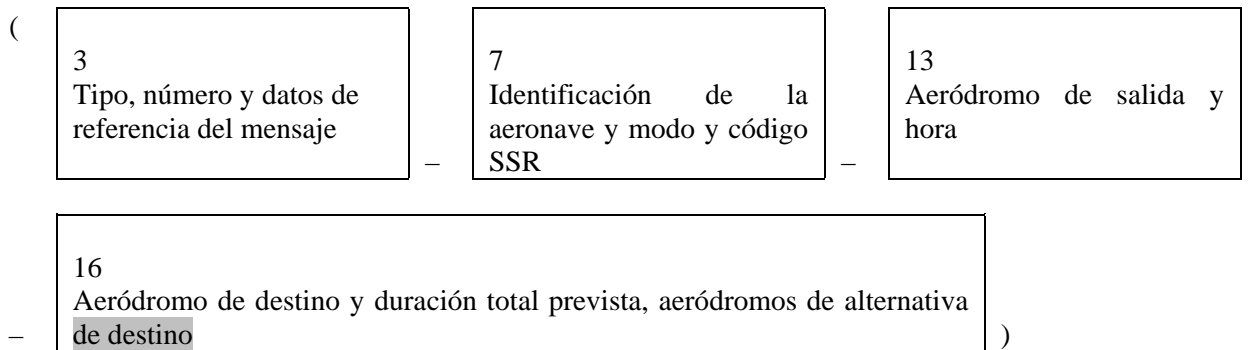 (
3
Tipo, número y datos de
referencia del mensaje
–
7
Identificación de la
aeronave y modo y código
SSR
–
13
Aeródromo de salida y
hora
–
16
Aeródromo de destino y duración total prevista, aeródromos de alternativa
de destino
)